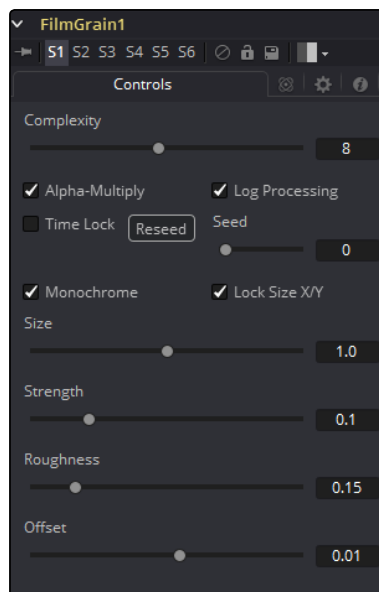 FilmGrain1
S1 S2 S3 S4 S5 S6
Controls
Complexity
8
Alpha-Multiply Log Processing
Time Lock Reseed Seed
0
Monochrome Lock Size X/Y
Size
1.0
Strength
0.1
Roughness
0.15
Offset
0.01